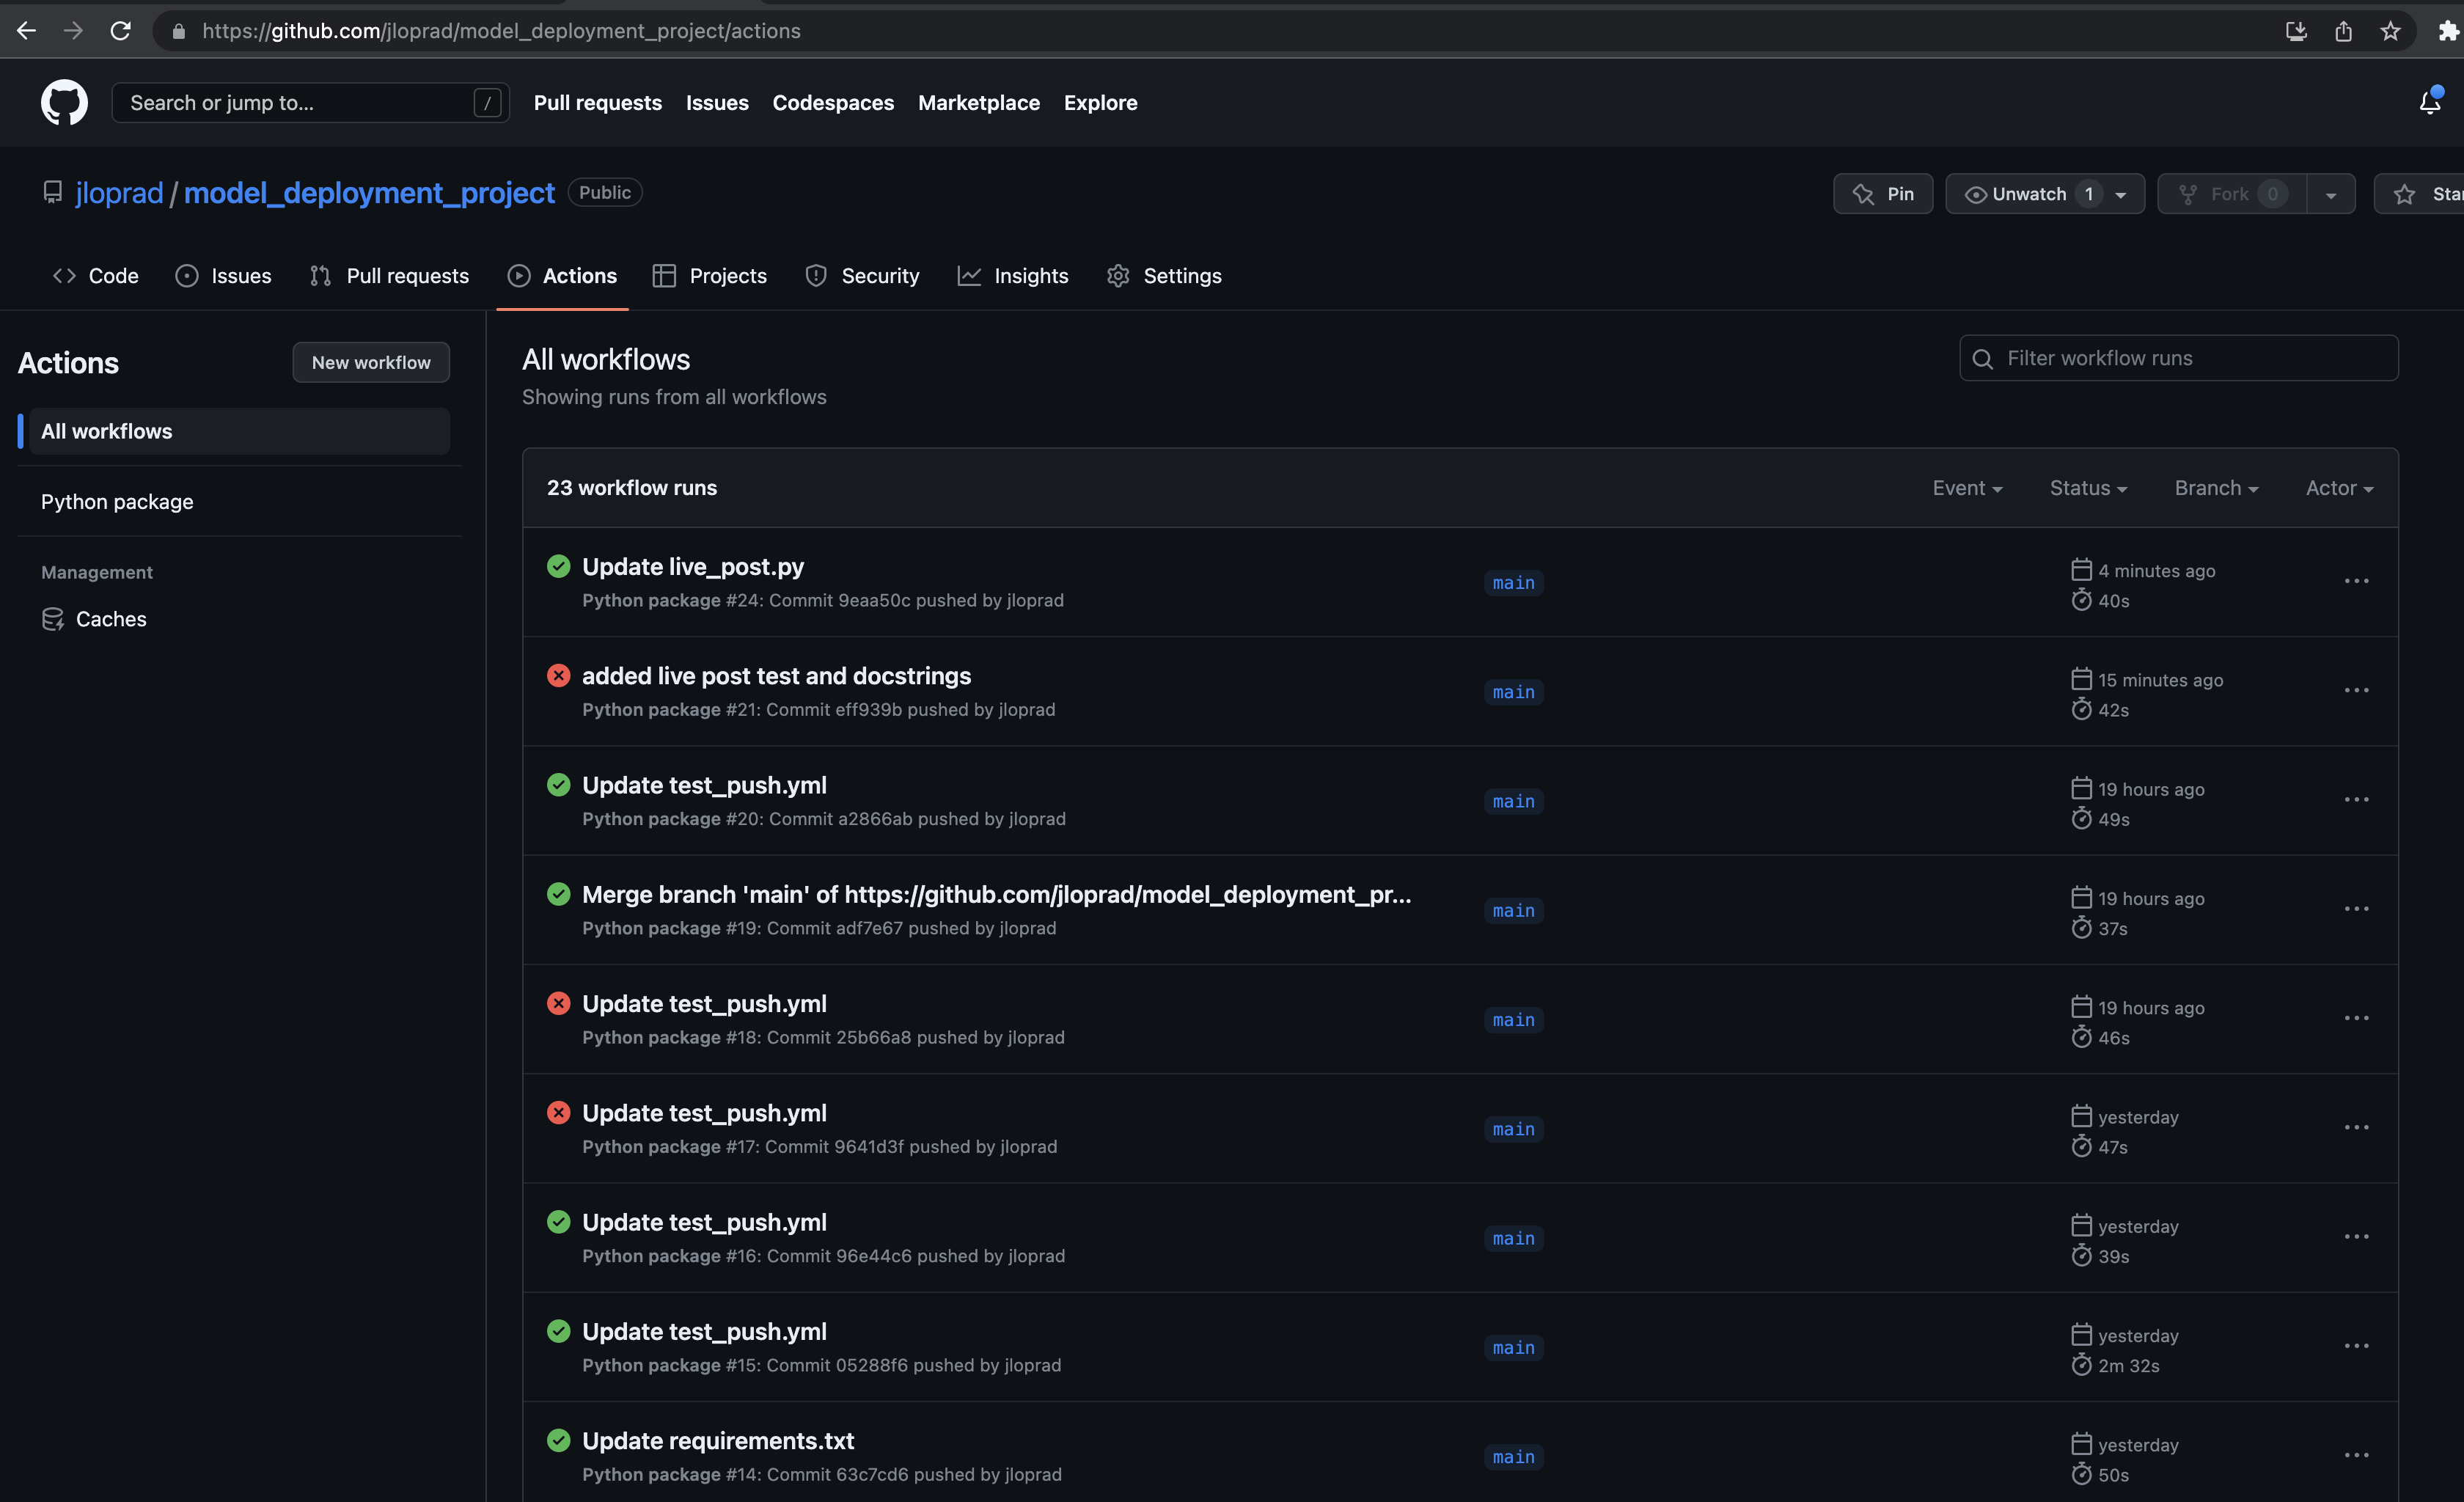 https://github.com/jloprad/model_deployment_project/actions
Search or jump to... /
Pull requests Issues Codespaces Marketplace Explore
jloprad / model_deployment_project Public
Pin Unwatch 1 Fork 0 Star
Code Issues Pull requests Actions Projects Security Insights Settings
Actions New workflow
All workflows
Python package
Management
Caches
All workflows
Showing runs from all workflows
Filter workflow runs
23 workflow runs Event Status Branch Actor
Update live_post.py
Python package #24: Commit 9eaa50c pushed by jloprad
main
4 minutes ago
40s
added live post test and docstrings
Python package #21: Commit eff939b pushed by jloprad
main
15 minutes ago
42s
Update test_push.yml
Python package #20: Commit a2866ab pushed by jloprad
main
19 hours ago
49s
Merge branch 'main' of https://github.com/jloprad/model_deployment_pr...
Python package #19: Commit adf7e67 pushed by jloprad
main
19 hours ago
37s
Update test_push.yml
Python package #18: Commit 25b66a8 pushed by jloprad
main
19 hours ago
46s
Update test_push.yml
Python package #17: Commit 9641d3f pushed by jloprad
main
yesterday
47s
Update test_push.yml
Python package #16: Commit 96e44c6 pushed by jloprad
main
yesterday
39s
Update test_push.yml
Python package #15: Commit 05288f6 pushed by jloprad
main
yesterday
2m 32s
Update requirements.txt
Python package #14: Commit 63c7cd6 pushed by jloprad
main
yesterday
50s